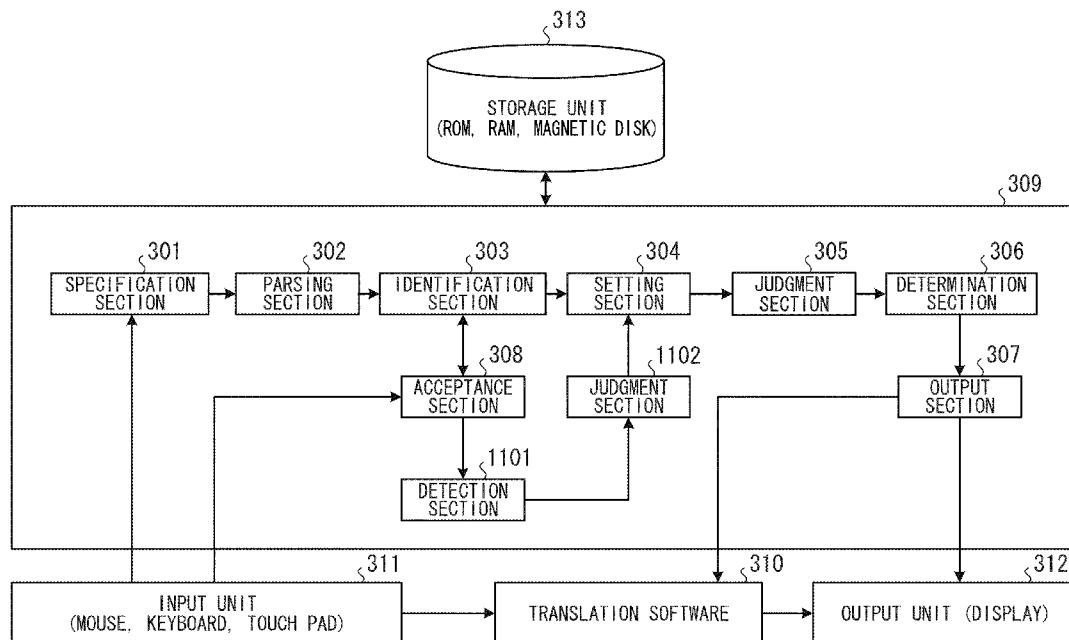 313
STORAGE UNIT
(ROM, RAM, MAGNETIC DISK)
309
301
302
303
304
305
306
SPECIFICATION
SECTION
PARSING
SECTION
IDENTIFICATION
SECTION
SETTING
SECTION
JUDGMENT
SECTION
DETERMINATION
SECTION
308
1102
307
ACCEPTANCE
SECTION
JUDGMENT
SECTION
OUTPUT
SECTION
1101
DETECTION
SECTION
311
310
312
INPUT UNIT
(MOUSE, KEYBOARD, TOUCH PAD)
TRANSLATION SOFTWARE
OUTPUT UNIT (DISPLAY)